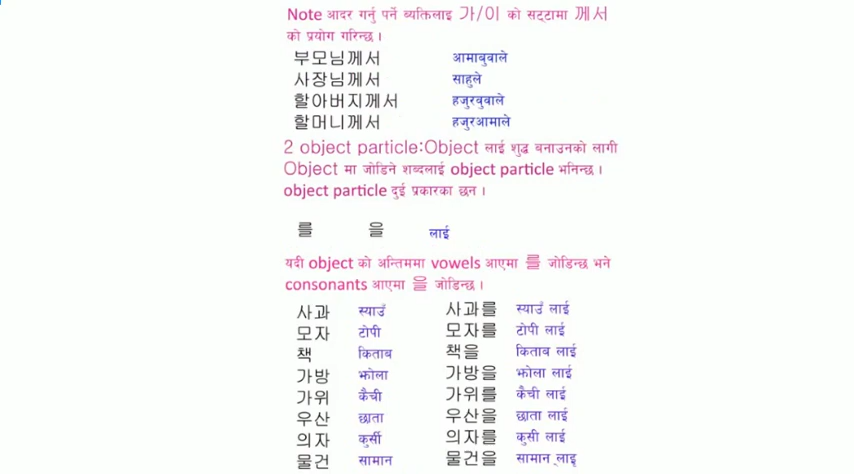 Note आदर गर्नु पर्ने ब्यक्तिलाइ 가/이 को सट्टामा 께서
को प्रयोग गरिन्छ ।
부모님께서 आमाबुवाले
사장님께서 साहुले
할아버지께서 हजुरबुवाले
할머니께서 हजुरआमाले
2 object particle:Object लाई शुद्ध बनाउनको लागी
Object मा जोडिने शब्दलाई object particle भनिन्छ ।
object particle दुई प्रकारका छन ।
를 을 लाई
यदी object को अन्तिममा vowels आएमा 를 जोडिन्छ भने
consonants आएमा 을 जोडिन्छ ।
사과 स्याउँ 사과를 स्याउँ लाई
모자 टोपी 모자를 टोपी लाई
책 किताब 책을 किताब लाई
가방 झोला 가방을 झोला लाई
가위 कैची 가위를 कैची लाई
우산 छाता 우산을 छाता लाई
의자 कुर्सी 의자를 कुसी लाई
물건 सामान 물건을 सामान लाइ